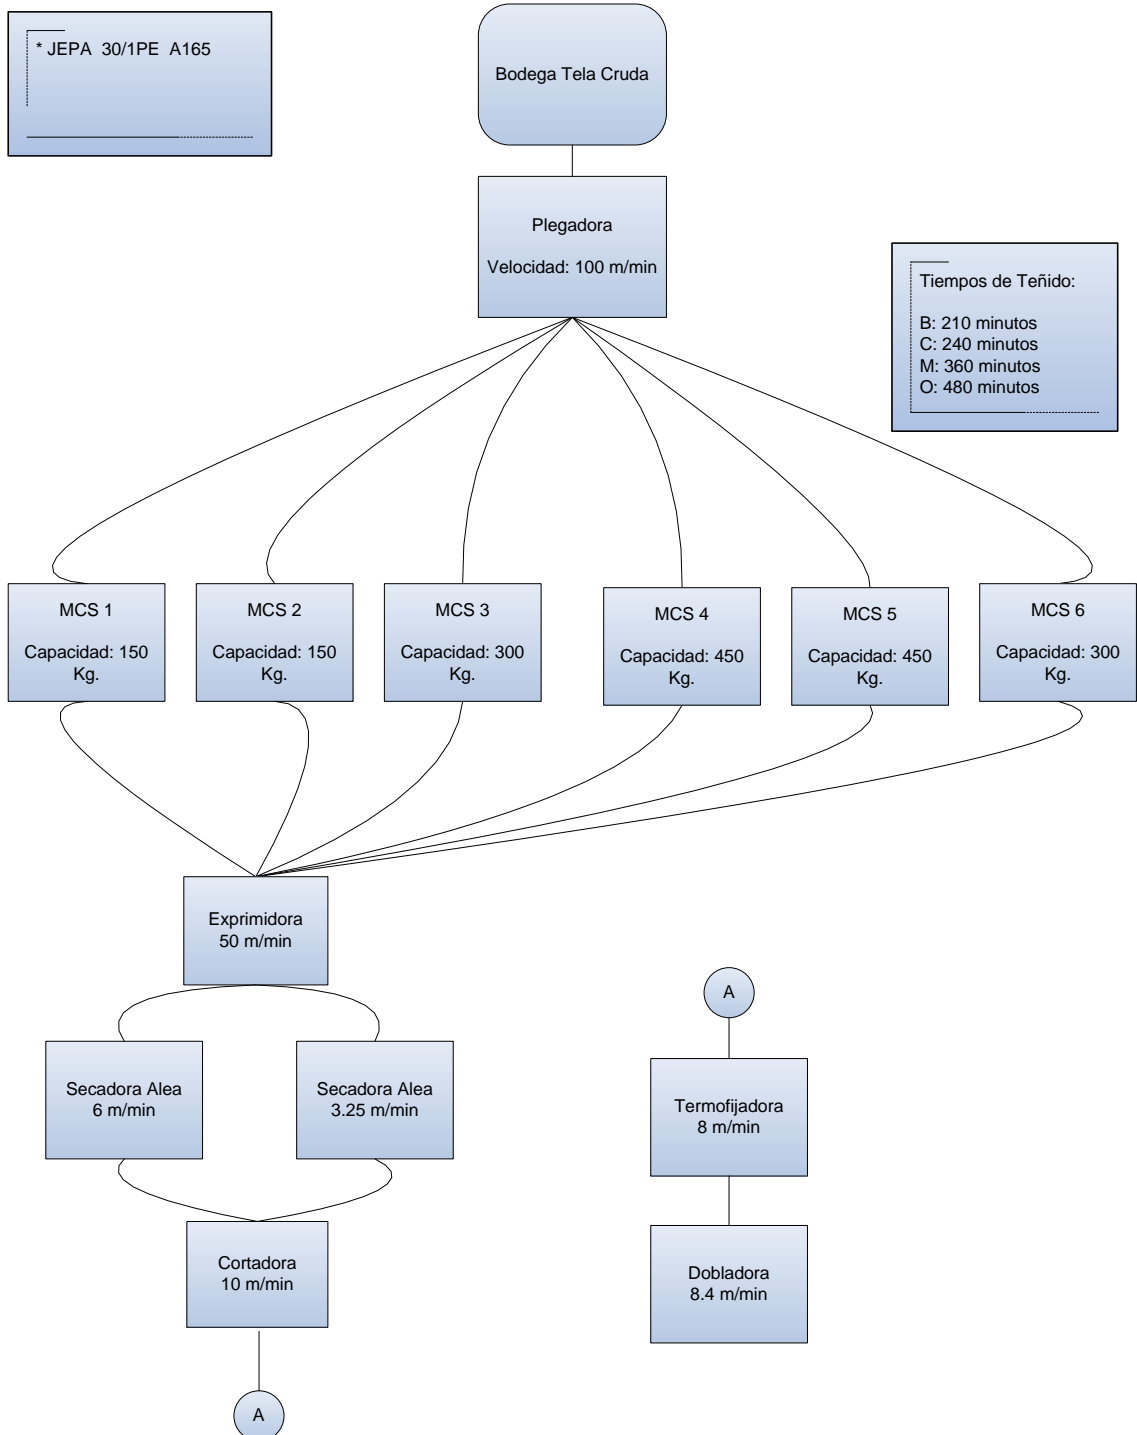 * JEPA  30/1PE  A165
Bodega Tela Cruda
Plegadora
Velocidad: 100 m/min
Tiempos de Teñido:
B: 210 minutos
C: 240 minutos
M: 360 minutos
O: 480 minutos
MCS 1
Capacidad: 150
Kg.
MCS 2
Capacidad: 150
Kg.
MCS 3
Capacidad: 300
Kg.
MCS 4
Capacidad: 450
Kg.
MCS 5
Capacidad: 450
Kg.
MCS 6
Capacidad: 300
Kg.
Exprimidora
50 m/min
Secadora Alea
6 m/min
Secadora Alea
3.25 m/min
Cortadora
10 m/min
A
A
Termofijadora
8 m/min
Dobladora
8.4 m/min